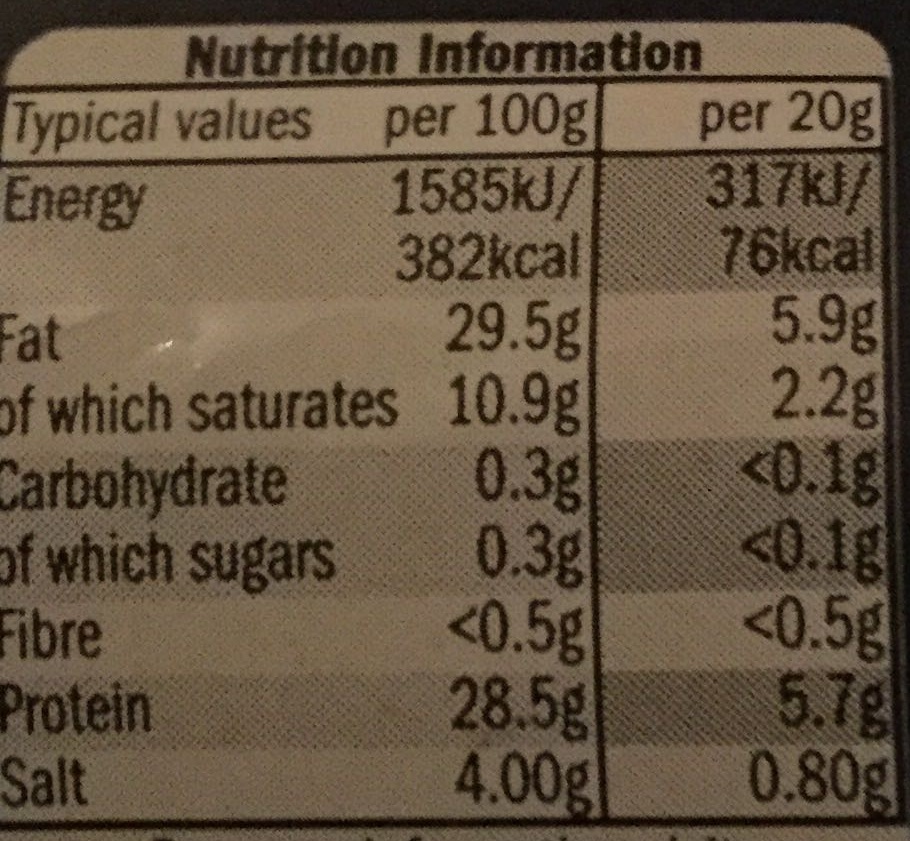 Nutrition Information
Typical values per 100g per 20g
Energy 1585kJ/ 317kJ/
382kcal 76kcal
Fat 29.5g 5.9g
of which saturates 10.9g 2.2g
Carbohydrate 0.3g <0.1g
of which sugars 0.3g <0.1g
Fibre <0.5g <0.5g
Protein 28.5g 5.7g
Salt 4.00g 0.80g